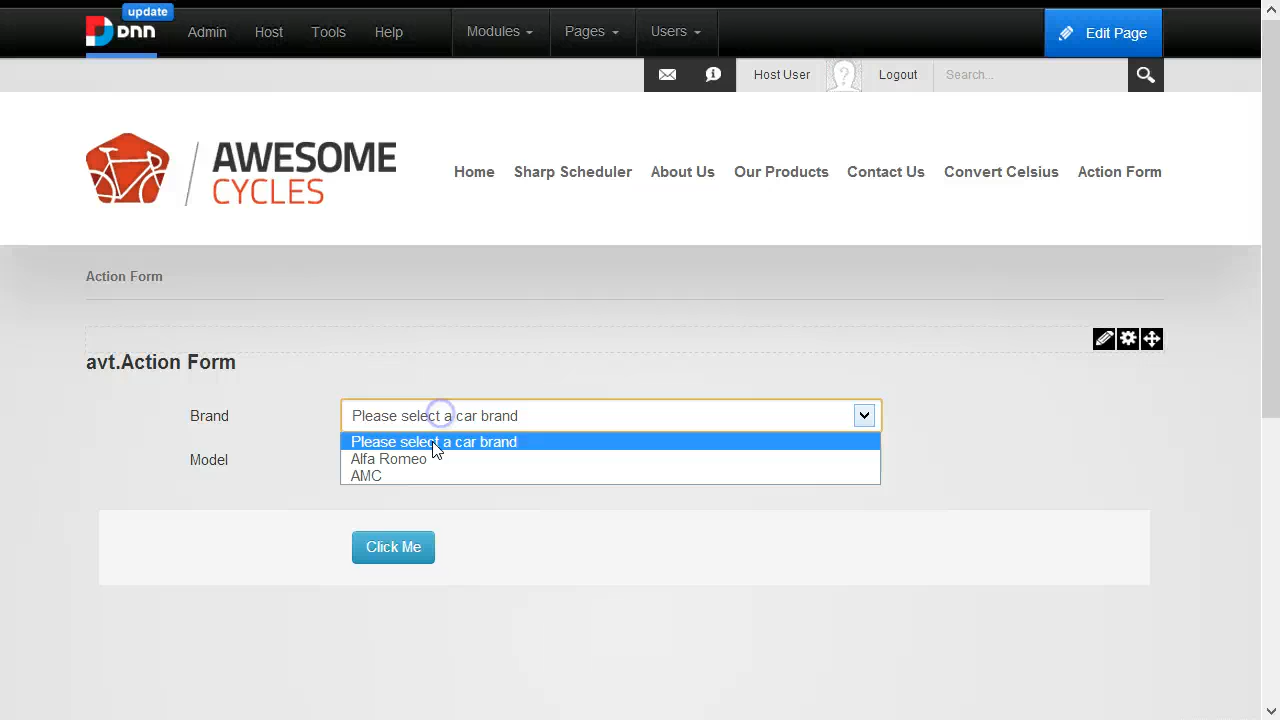 update
DNN Admin Host Tools Help Modules Pages Users Edit Page
Host User Logout Search...
AWESOME CYCLES
Home Sharp Scheduler About Us Our Products Contact Us Convert Celsius Action Form
Action Form
avt.Action Form
Brand Please select a car brand
Please select a car brand
Model Alfa Romeo
AMC
Click Me